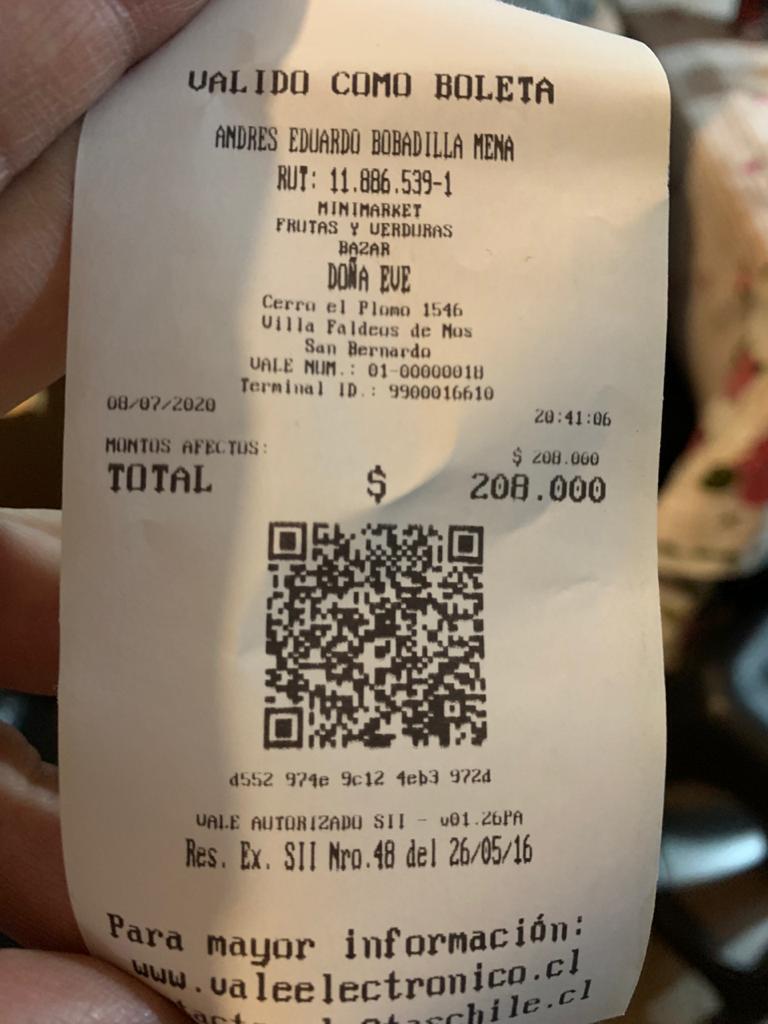 VALIDO COMO BOLETA
ANDRES EDUARDO BOBADILLA MENA
RUT: 11.886.539-1
MINIMARKET
FRUTAS Y VERDURAS
BAZAR
DOÑA EVE
Cerro el Plomo 1546
Villa Faldeos de Nos
San Bernardo
VALE NUM.: 01-00000018
Terminal ID.: 9900016610
08/07/2020 20:41:06
MONTOS AFECTOS: $ 208.000
TOTAL $ 208.000
d552 974e 9c12 4eb3 972d
VALE AUTORIZADO SII - v01.26PA
Res. Ex. SII Nro.48 del 26/05/16
Para mayor información:
www.valeelectronico.cl